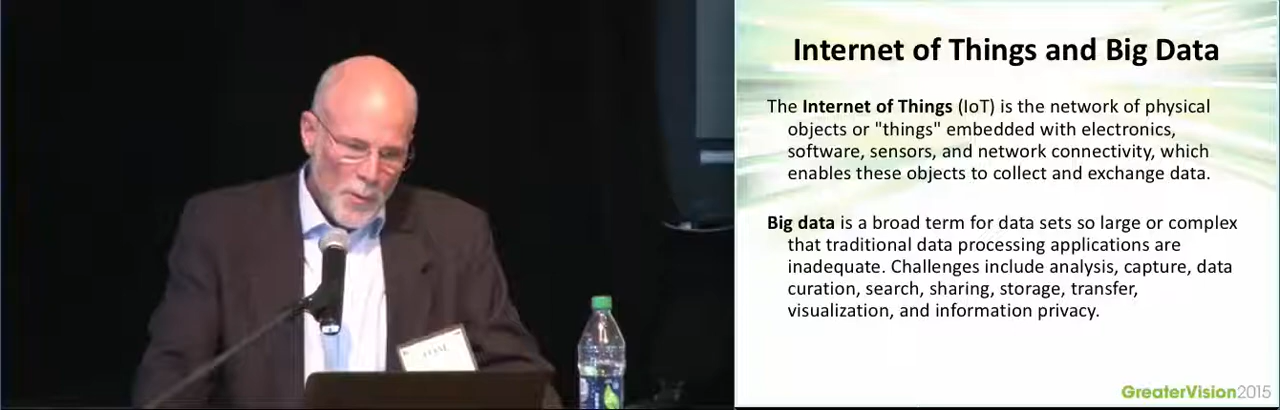 Internet of Things and Big Data
The Internet of Things (IoT) is the network of physical
objects or "things" embedded with electronics,
software, sensors, and network connectivity, which
enables these objects to collect and exchange data.
Big data is a broad term for data sets so large or complex
that traditional data processing applications are
inadequate. Challenges include analysis, capture, data
curation, search, sharing, storage, transfer,
visualization, and information privacy.
GreaterVision2015